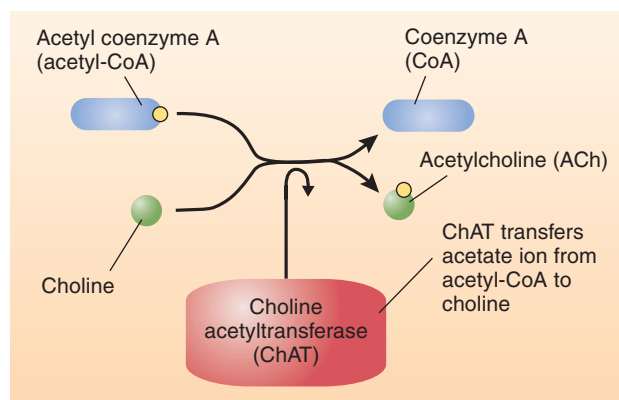 Acetyl coenzyme A
(acetyl-CoA)
Coenzyme A
(CoA)
Acetylcholine (ACh)
Choline
ChAT transfers
acetate ion from
acetyl-CoA to
choline
Choline
acetyltransferase
(ChAT)